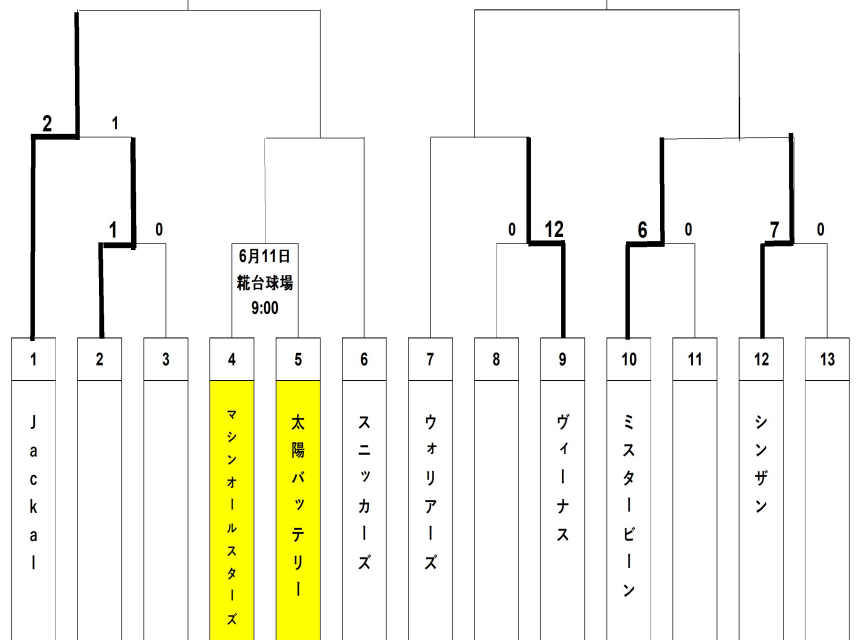 2 1
1 0 0 12 6 0 7 0
6月11日
糀台球場
9:00
1 2 3 4 5 6 7 8 9 10 11 12 13
Jackal
マシンオールスターズ
太陽バッテリー
スニッカーズ
ウォリアーズ
ヴィーナス
ミスタービーン
シンザン